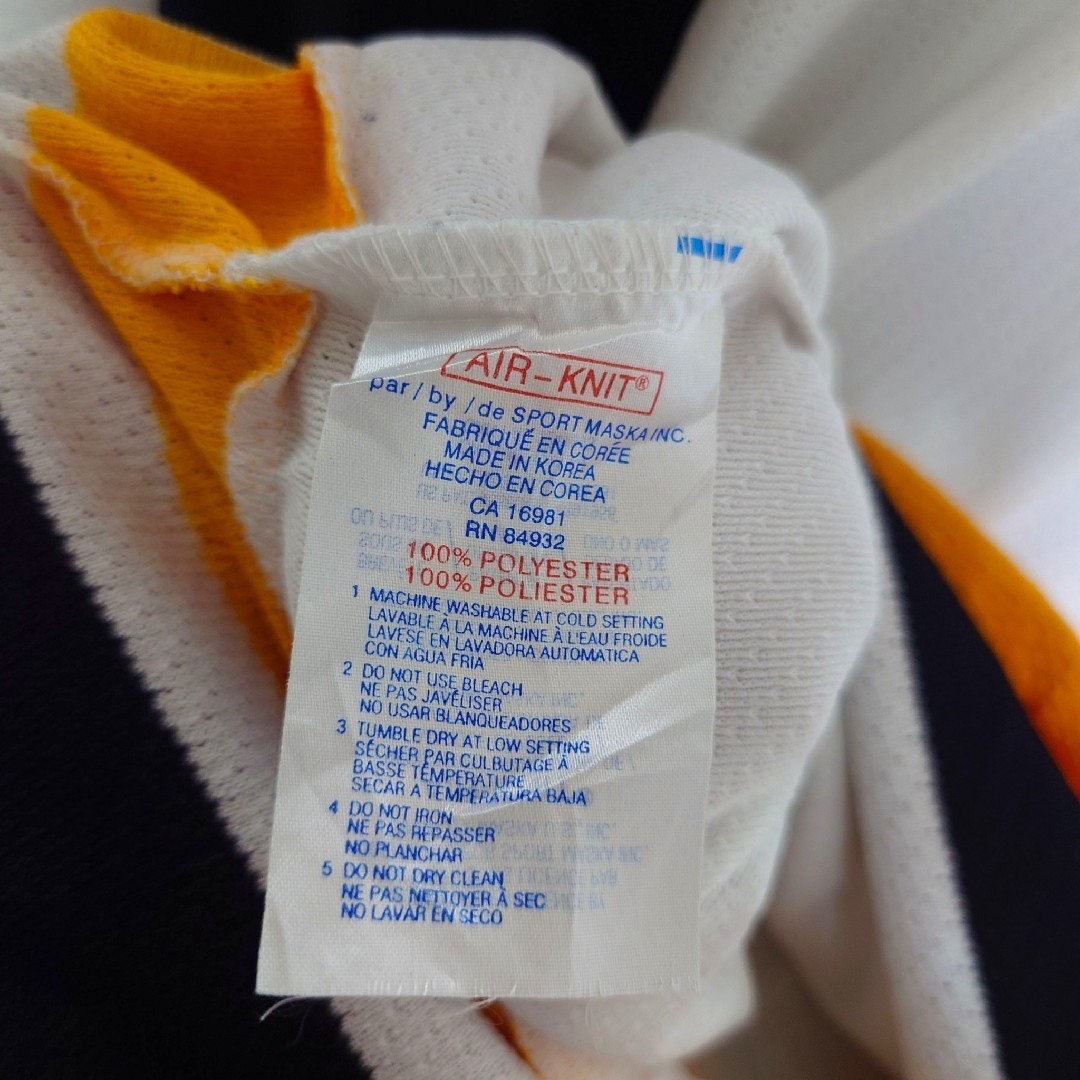 AIR-KNIT®
par / by / de SPORT MASKA INC.
FABRIQUÉ EN CORÉE
MADE IN KOREA
HECHO EN COREA
CA 16981
RN 84932
100% POLYESTER
100% POLIESTER
1 MACHINE WASHABLE AT COLD SETTING
LAVABLE À LA MACHINE À L'EAU FROIDE
LAVESE EN LAVADORA AUTOMATICA
CON AGUA FRIA
2 DO NOT USE BLEACH
NE PAS JAVÉLISER
NO USAR BLANQUEADORES
3 TUMBLE DRY AT LOW SETTING
SÉCHER PAR CULBUTAGE À
BASSE TEMPÉRATURE
SECAR A TEMPERATURA BAJA
4 DO NOT IRON
NE PAS REPASSER
NO PLANCHAR
5 DO NOT DRY CLEAN
NE PAS NETTOYER À SEC
NO LAVAR EN SECO